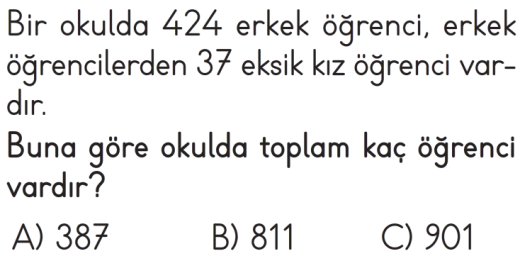 Bir okulda 424 erkek öğrenci, erkek
öğrencilerden 37 eksik kız öğrenci var-
dır.
Buna göre okulda toplam kaç öğrenci
vardır?
A) 387 B) 811 C) 901